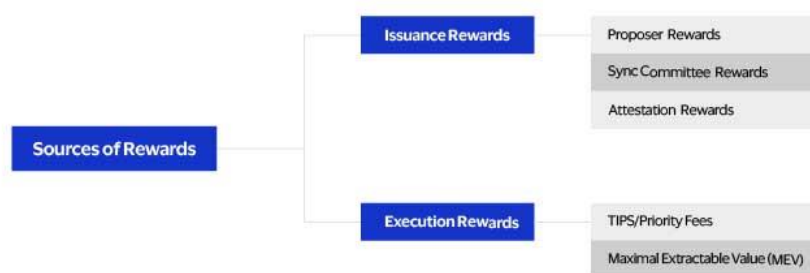 Issuance Rewards
Proposer Rewards
Sync Committee Rewards
Attestation Rewards
Sources of Rewards
Execution Rewards
TIPS/Priority Fees
Maximal Extractable Value (MEV)